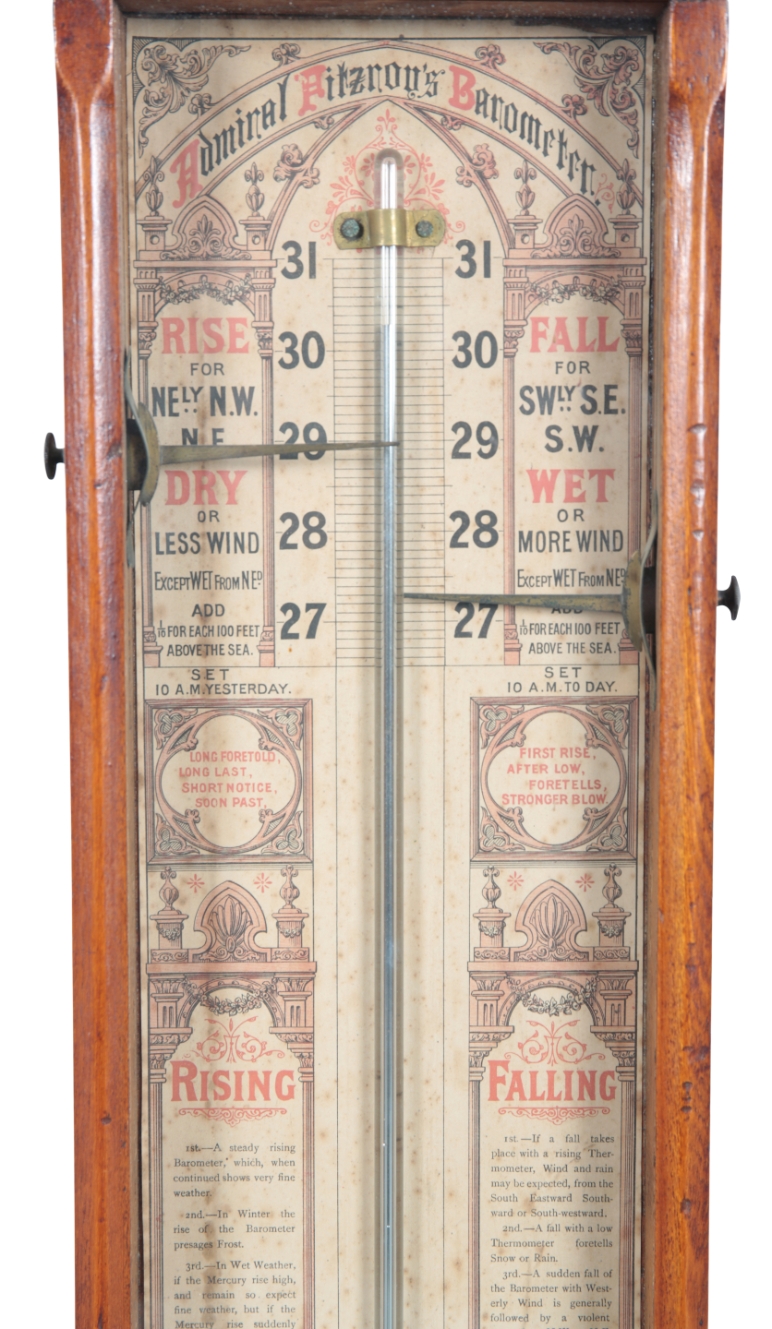 Admiral Fitzroy's Barometer.
31 31
30 30
29 29
28 28
27 27
RISE
FOR
NELY N.W.
N.E.
DRY
OR
LESS WIND
EXCEPT WET FROM N.ED
ADD
1/10 FOR EACH 100 FEET
ABOVE THE SEA.
SET
10 A.M. YESTERDAY.
FALL
FOR
SWLY S.E.
S.W.
WET
OR
MORE WIND
EXCEPT WET FROM N.ED
ADD
1/10 FOR EACH 100 FEET
ABOVE THE SEA.
SET
10 A.M. TO DAY.
LONG FORETOLD,
LONG LAST,
SHORT NOTICE,
SOON PAST.
FIRST RISE,
AFTER LOW,
FORETELLS,
STRONGER BLOW.
RISING
1st.—A steady rising
Barometer, which, when
continued shows very fine
weather.
2nd.—In Winter the
rise of the Barometer
presages Frost.
3rd.—In Wet Weather,
if the Mercury rise high,
and remain so expect
fine weather, but if the
Mercury rise suddenly
FALLING
1st.—If a fall takes
place with a rising Ther-
mometer, Wind and rain
may be expected, from the
South Eastward South-
ward or South-westward.
2nd.—A fall with a low
Thermometer foretells
Snow or Rain.
3rd.—A sudden fall of
the Barometer with West-
erly Wind is generally
followed by a violent